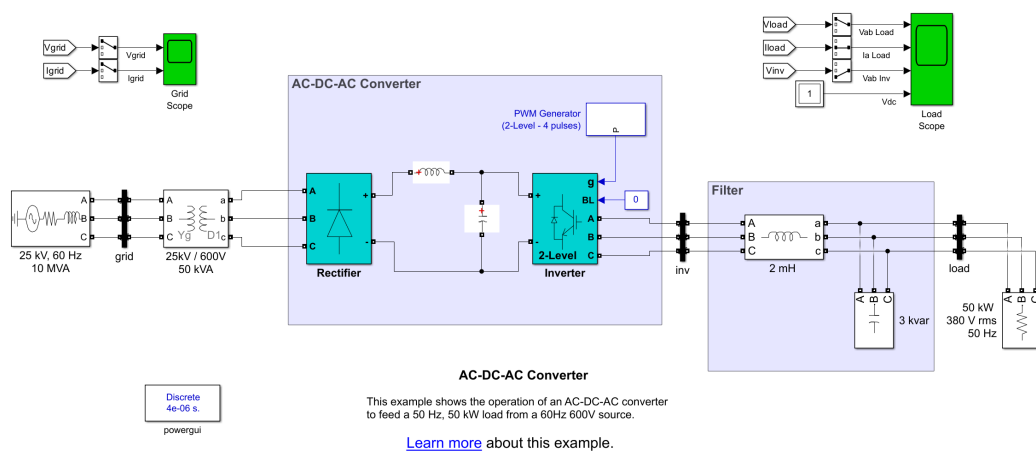 Vgrid
Vgrid
Igrid
Igrid
Grid
Scope
Vload
Vab Load
Iload
Ia Load
Vinv
Vab Inv
1
Vdc
Load
Scope
AC-DC-AC Converter
PWM Generator
(2-Level - 4 pulses)
P
A
B
C
25 kV, 60 Hz
10 MVA
grid
A
B
C
Yg
D1
a
b
c
25kV / 600V
50 kVA
A
B
C
+
-
Rectifier
+
+
+
-
g
BL
A
B
C
2-Level
Inverter
0
inv
Filter
A
B
C
a
b
c
2 mH
A B C
3 kvar
load
A B C
50 kW
380 V rms
50 Hz
Discrete
4e-06 s.
powergui
AC-DC-AC Converter
This example shows the operation of an AC-DC-AC converter
to feed a 50 Hz, 50 kW load from a 60Hz 600V source.
Learn more about this example.